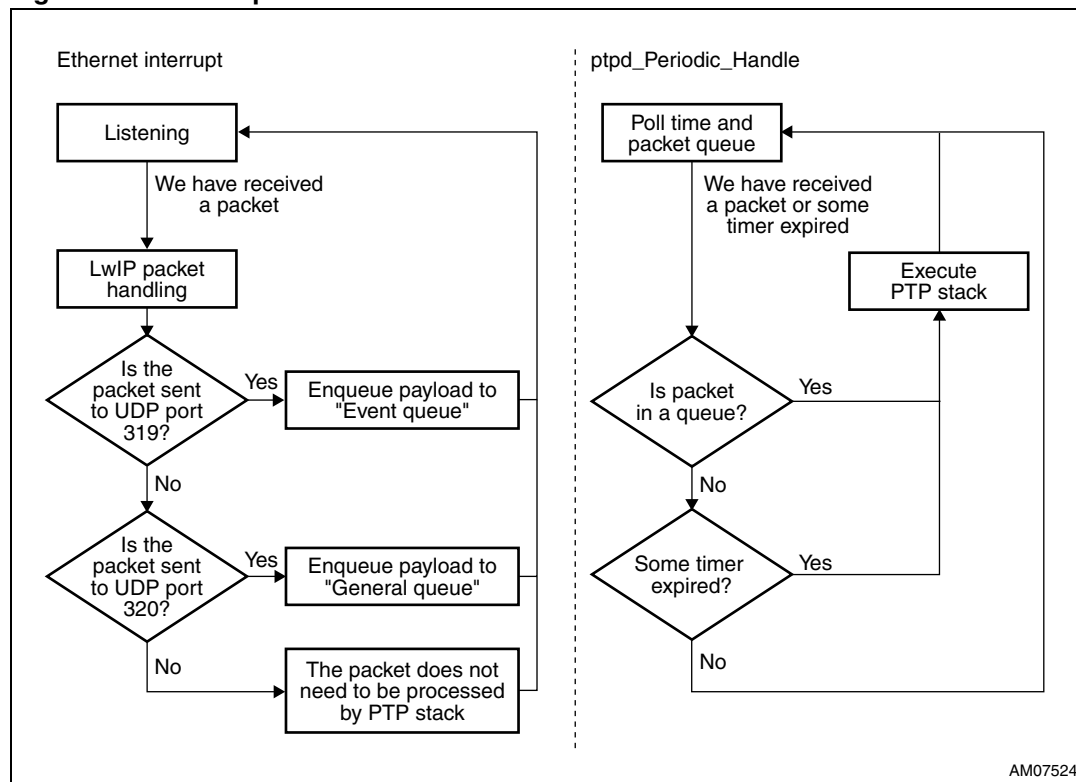 Ethernet interrupt
Listening
We have received
a packet
LwIP packet
handling
Is the
packet sent
to UDP port
319?
Yes
Enqueue payload to
"Event queue"
No
Is the
packet sent
to UDP port
320?
Yes
Enqueue payload to
"General queue"
No
The packet does not
need to be processed
by PTP stack
ptpd_Periodic_Handle
Poll time and
packet queue
We have received
a packet or some
timer expired
Execute
PTP stack
Is packet
in a queue?
Yes
No
Some timer
expired?
Yes
No
AM07524